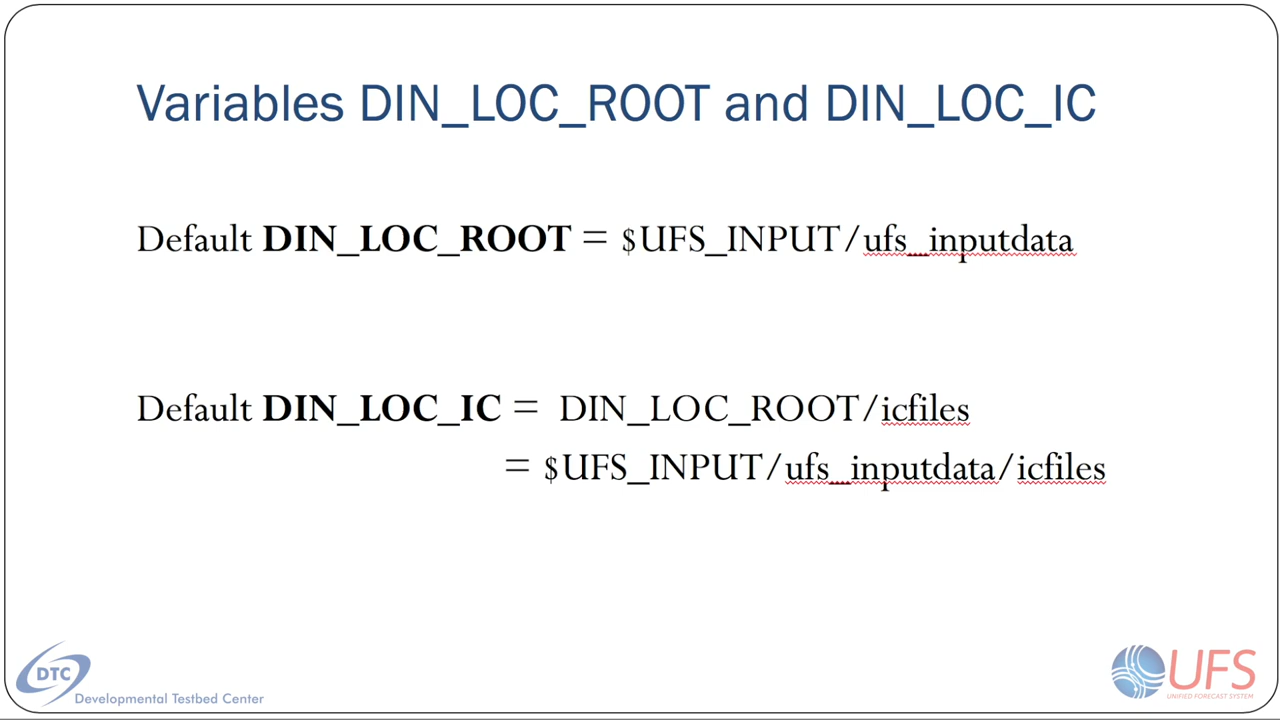 Variables DIN_LOC_ROOT and DIN_LOC_IC
Default DIN_LOC_ROOT = $UFS_INPUT/ufs_inputdata
Default DIN_LOC_IC = DIN_LOC_ROOT/icfiles
= $UFS_INPUT/ufs_inputdata/icfiles
DTC
Developmental Testbed Center
UFS
UNIFIED FORECAST SYSTEM